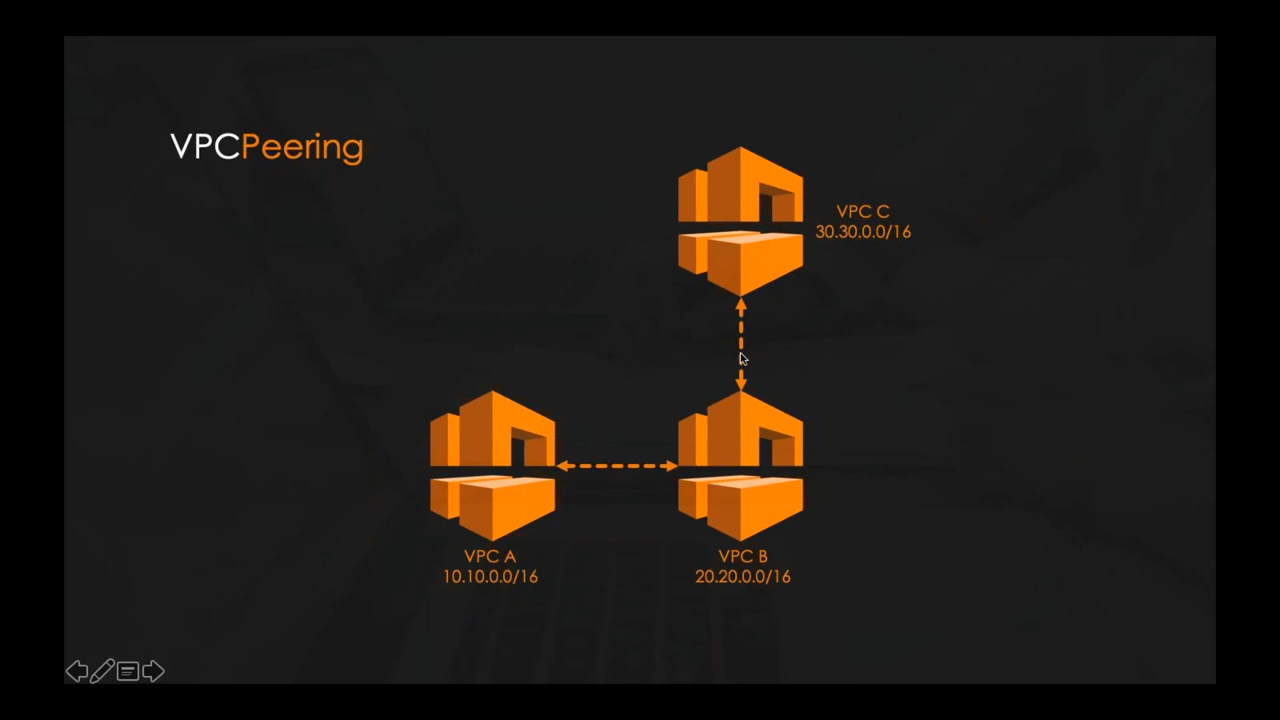 VPCPeering
VPC C
30.30.0.0/16
VPC A
10.10.0.0/16
VPC B
20.20.0.0/16